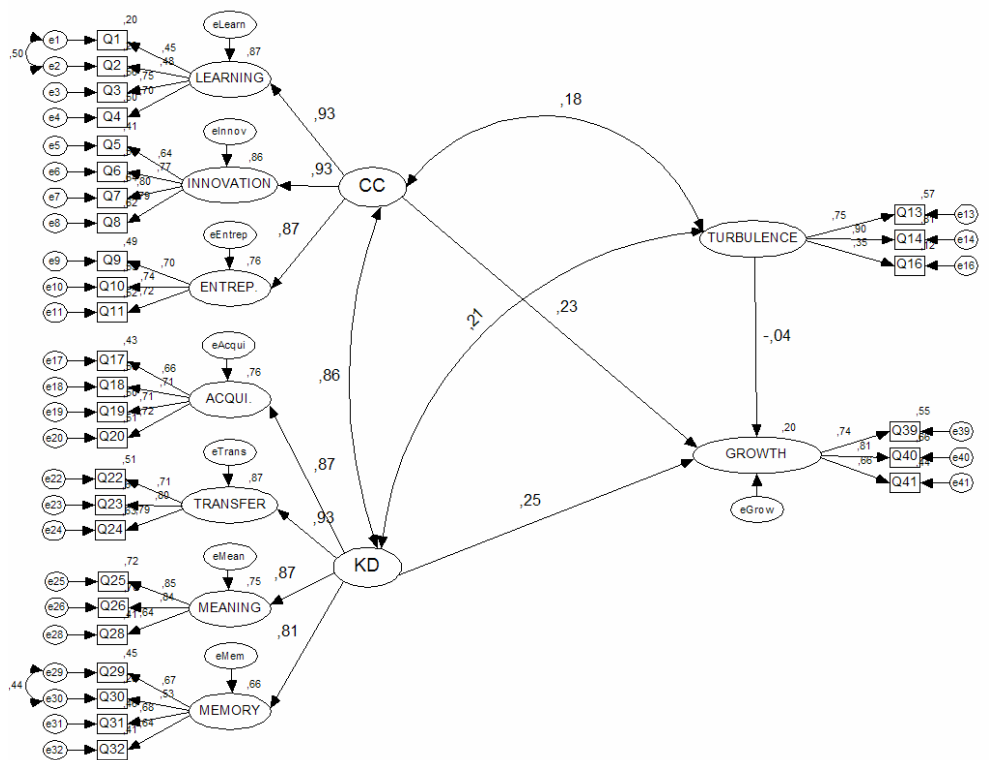 eLearn
,20
e1
Q1
,45
,87
,50
e2
Q2
,48
LEARNING
e3
Q3
,75
e4
Q4
,70
,93
,18
,41
eInnov
e5
Q5
,64
,86
e6
Q6
,77
INNOVATION
,93
CC
e7
Q7
,80
e8
Q8
,79
,57
Q13
e13
,75
TURBULENCE
,90
Q14
e14
,35
Q16
e16
,49
eEntrep
,87
e9
Q9
,70
,76
e10
Q10
,74
ENTREP.
e11
Q11
,72
,21
,23
-,04
,43
eAcqui
e17
Q17
,66
,76
,86
e18
Q18
,71
ACQUI.
e19
Q19
,71
e20
Q20
,72
,20
,55
Q39
e39
,74
GROWTH
,81
Q40
e40
,66
Q41
e41
eGrow
,51
eTrans
,87
e22
Q22
,71
,87
e23
Q23
,80
TRANSFER
e24
Q24
,79
,93
,25
,72
eMean
KD
e25
Q25
,85
,75
,87
e26
Q26
,84
MEANING
e28
Q28
,64
,81
,45
eMem
e29
Q29
,67
,66
,44
e30
Q30
,53
MEMORY
e31
Q31
,68
e32
Q32
,64